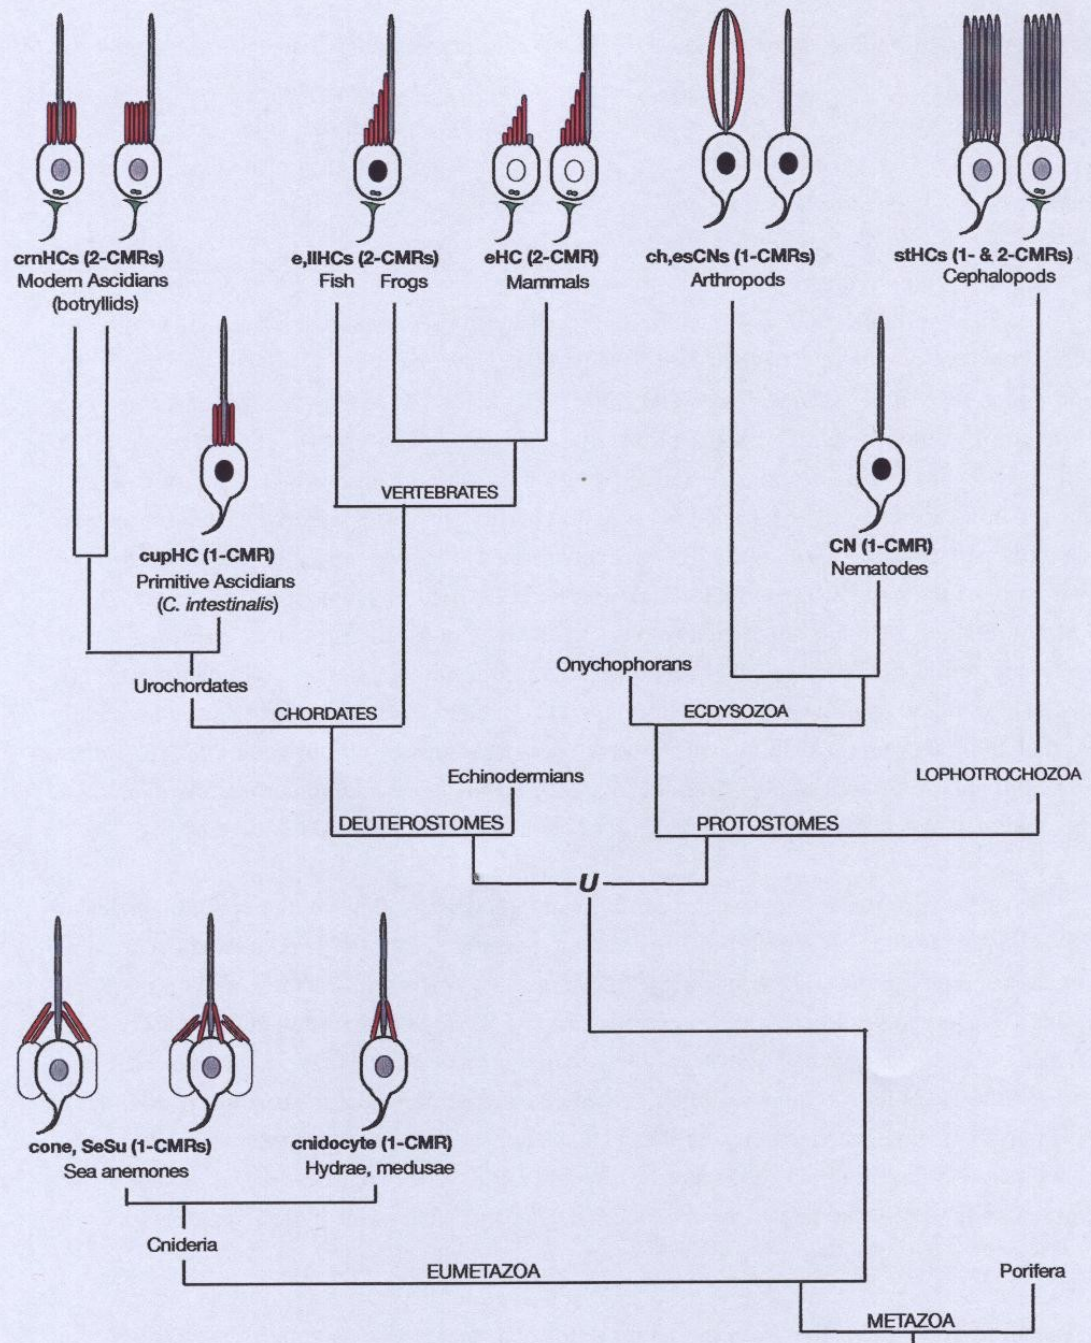 crnHCs (2-CMRs)
Modern Ascidians
(botryllids)
e,llHCs (2-CMRs)
Fish Frogs
eHC (2-CMR)
Mammals
ch,esCNs (1-CMRs)
Arthropods
stHCs (1- & 2-CMRs)
Cephalopods
VERTEBRATES
cupHC (1-CMR)
Primitive Ascidians
(C. intestinalis)
CN (1-CMR)
Nematodes
Urochordates
CHORDATES
Onychophorans
ECDYSOZOA
Echinodermians
LOPHOTROCHOZOA
DEUTEROSTOMES
PROTOSTOMES
U
cone, SeSu (1-CMRs)
Sea anemones
cnidocyte (1-CMR)
Hydrae, medusae
Cnideria
EUMETAZOA
Porifera
METAZOA